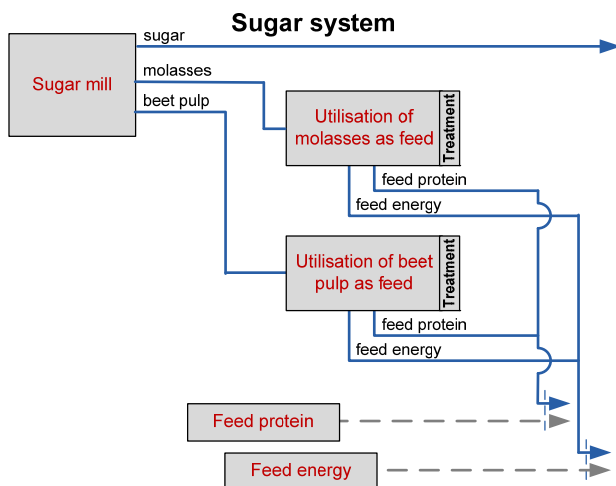 Sugar system
sugar
Sugar mill
molasses
beet pulp
Utilisation of
molasses as feed
Treatment
feed protein
feed energy
Utilisation of beet
pulp as feed
Treatment
feed protein
feed energy
Feed protein
Feed energy